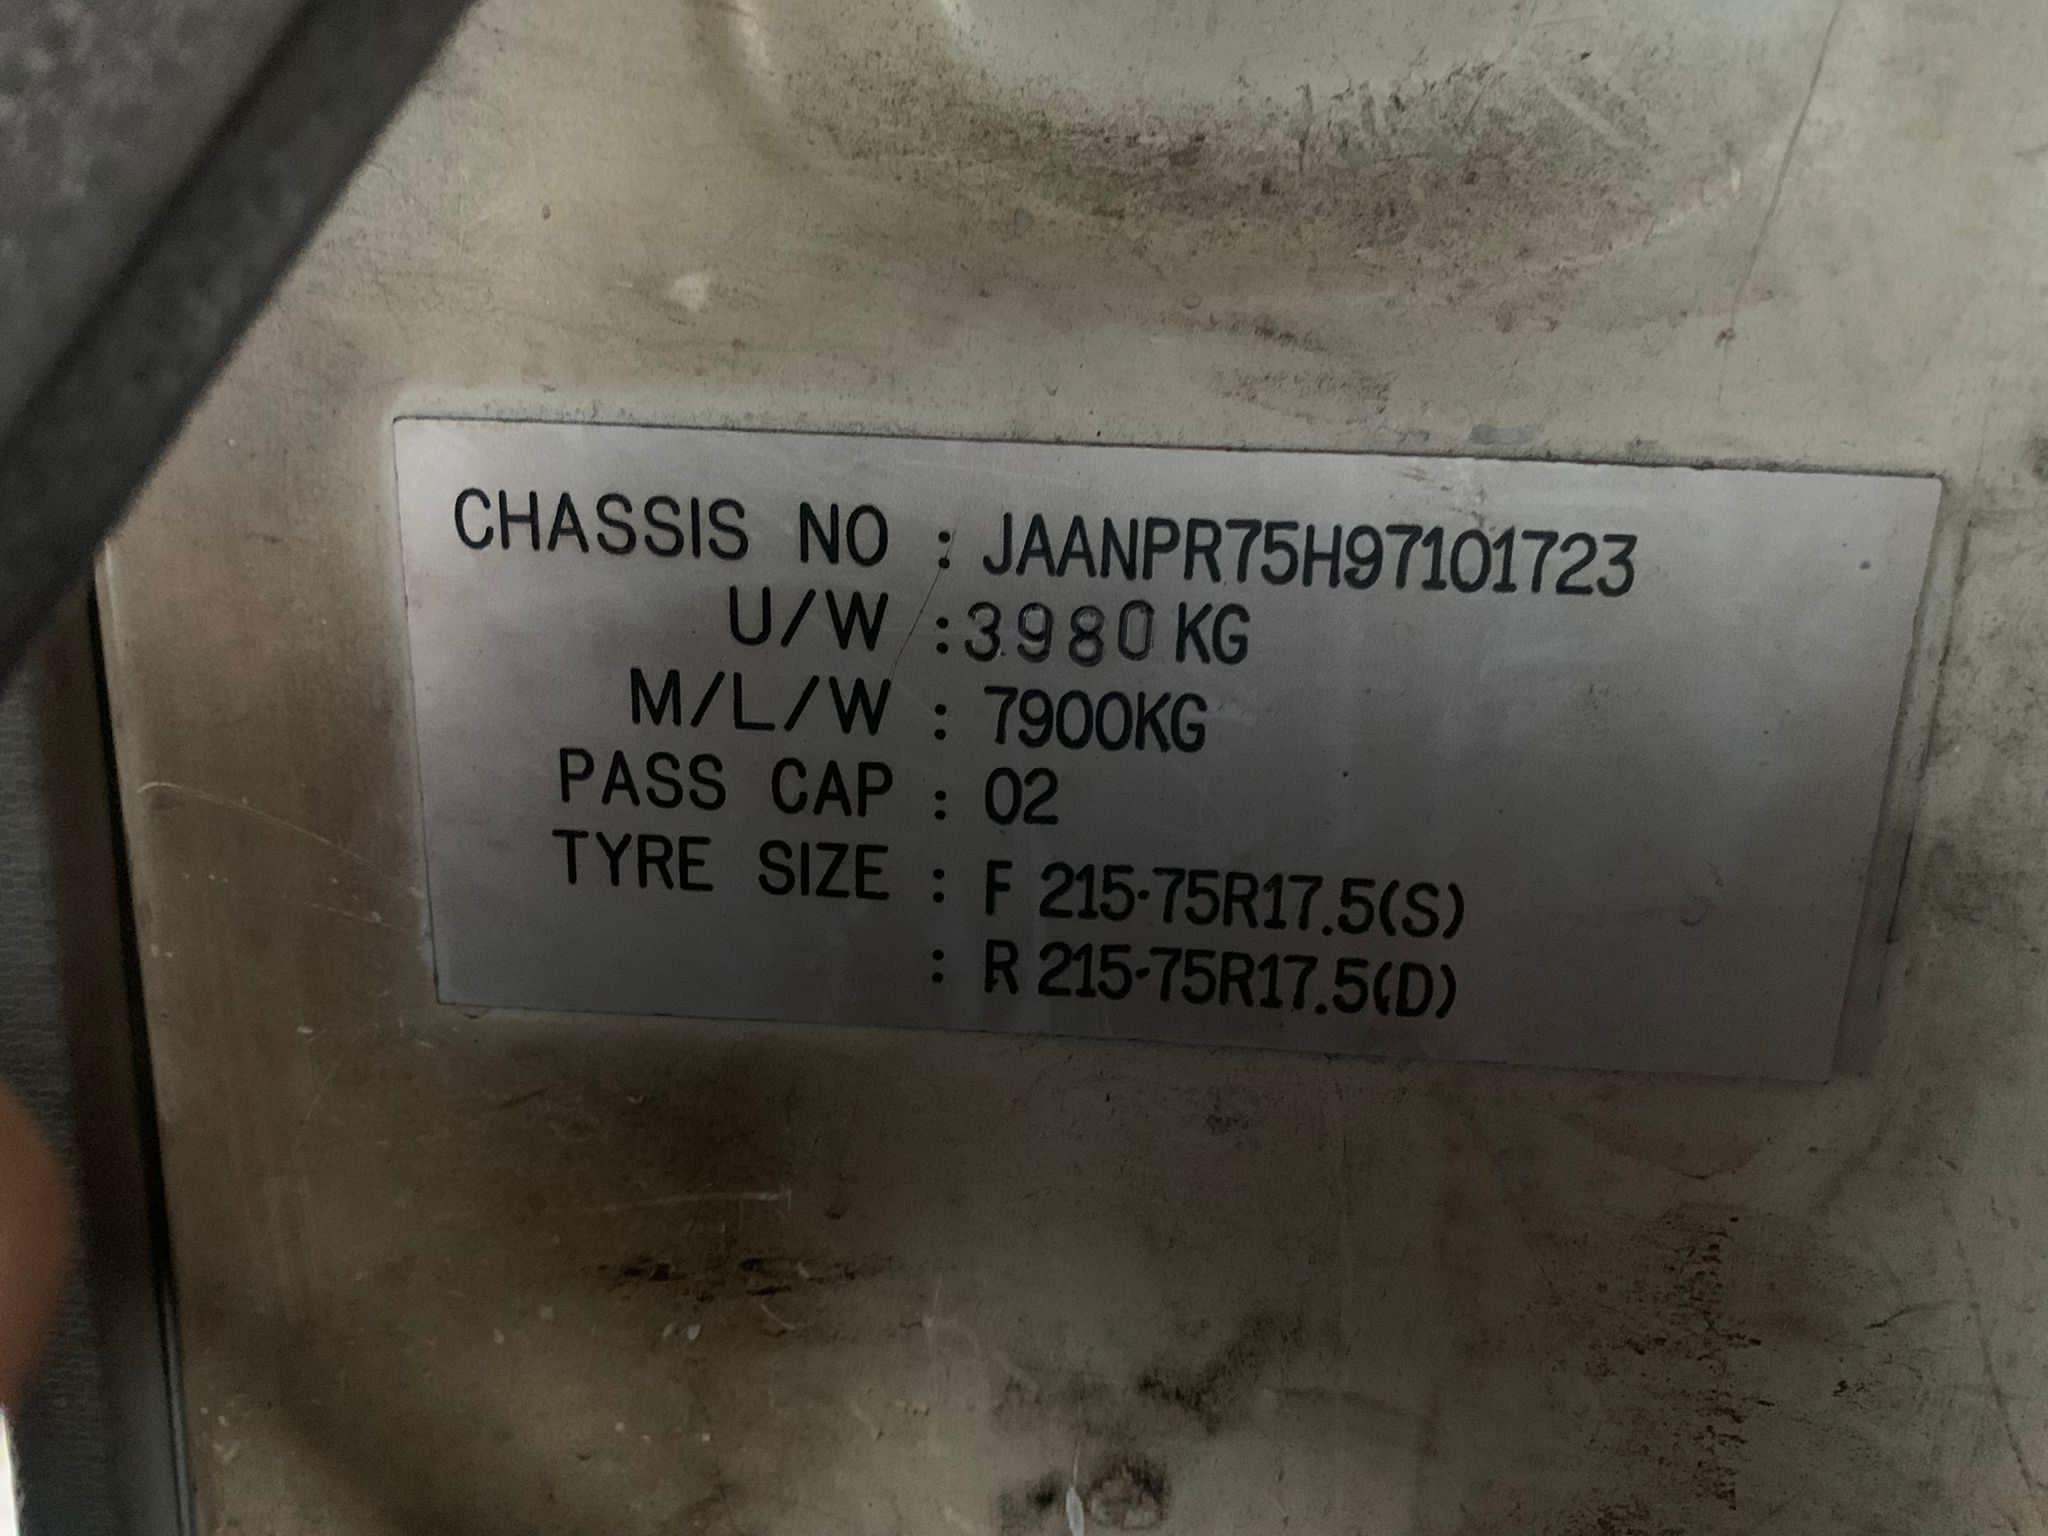 CHASSIS NO : JAANPR75H97101723
U/W : 3980 KG
M/L/W : 7900KG
PASS CAP : 02
TYRE SIZE : F 215-75R17.5(S)
: R 215-75R17.5(D)